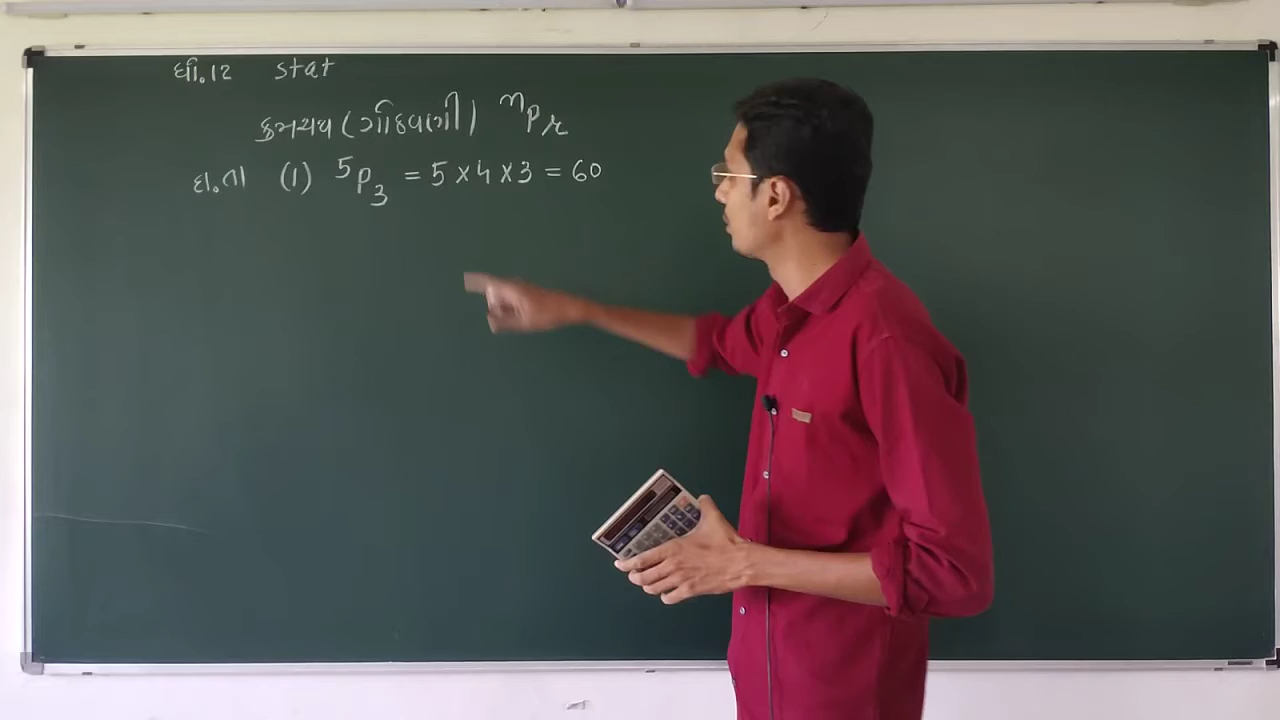 ધો.12 stat
ક્રમચય (ગોઠવણી) ⁿPᵣ
દા.ત (1) ⁵P₃ = 5 x 4 x 3 = 60